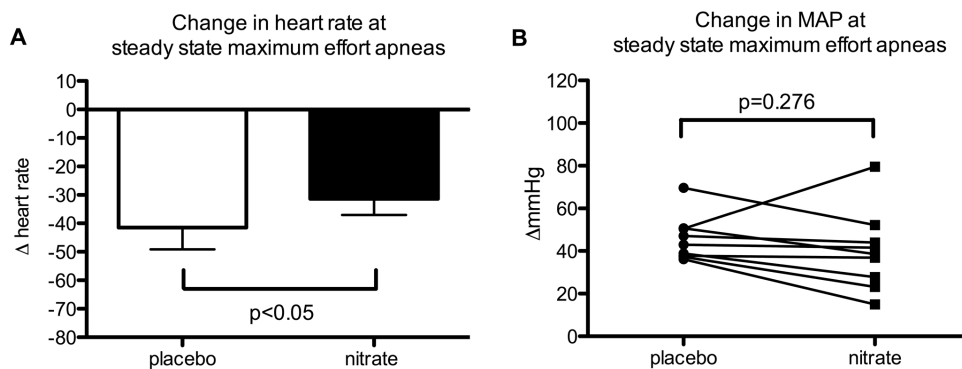 A
Change in heart rate at
steady state maximum effort apneas
Δ heart rate
10
0
-10
-20
-30
-40
-50
-60
-70
-80
p<0.05
placebo
nitrate
B
Change in MAP at
steady state maximum effort apneas
ΔmmHg
120
100
80
60
40
20
0
p=0.276
placebo
nitrate